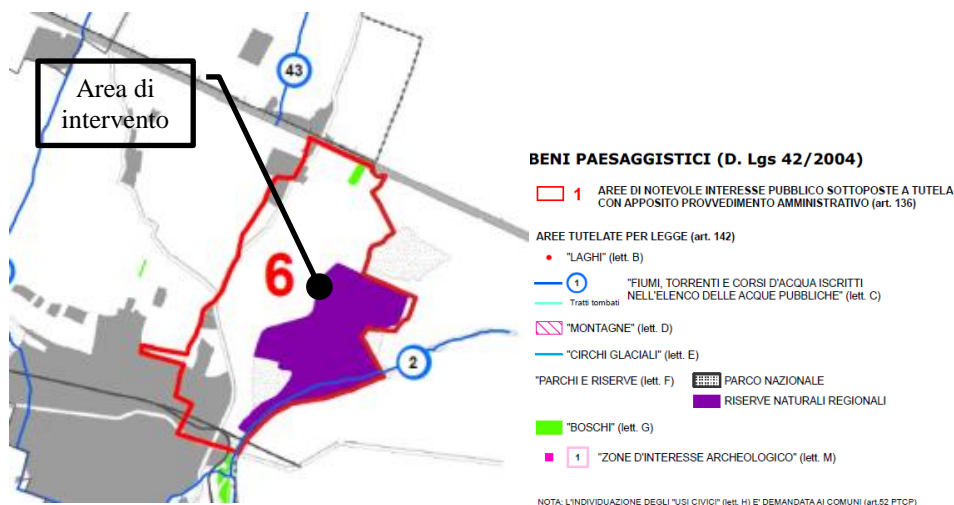 Area di
intervento
43
6
2
BENI PAESAGGISTICI (D. Lgs 42/2004)
1 AREE DI NOTEVOLE INTERESSE PUBBLICO SOTTOPOSTE A TUTELA
CON APPOSITO PROVVEDIMENTO AMMINISTRATIVO (art. 136)
AREE TUTELATE PER LEGGE (art. 142)
"LAGHI" (lett. B)
1 "FIUMI, TORRENTI E CORSI D'ACQUA ISCRITTI
Tratti tombati NELL'ELENCO DELLE ACQUE PUBBLICHE" (lett. C)
"MONTAGNE" (lett. D)
"CIRCHI GLACIALI" (lett. E)
"PARCHI E RISERVE (lett. F) PARCO NAZIONALE
RISERVE NATURALI REGIONALI
"BOSCHI" (lett. G)
1 "ZONE D'INTERESSE ARCHEOLOGICO" (lett. M)
NOTA: L'INDIVIDUAZIONE DEGLI "USI CIVICI" (lett. H) E' DEMANDATA AI COMUNI (art.52 PTCP)